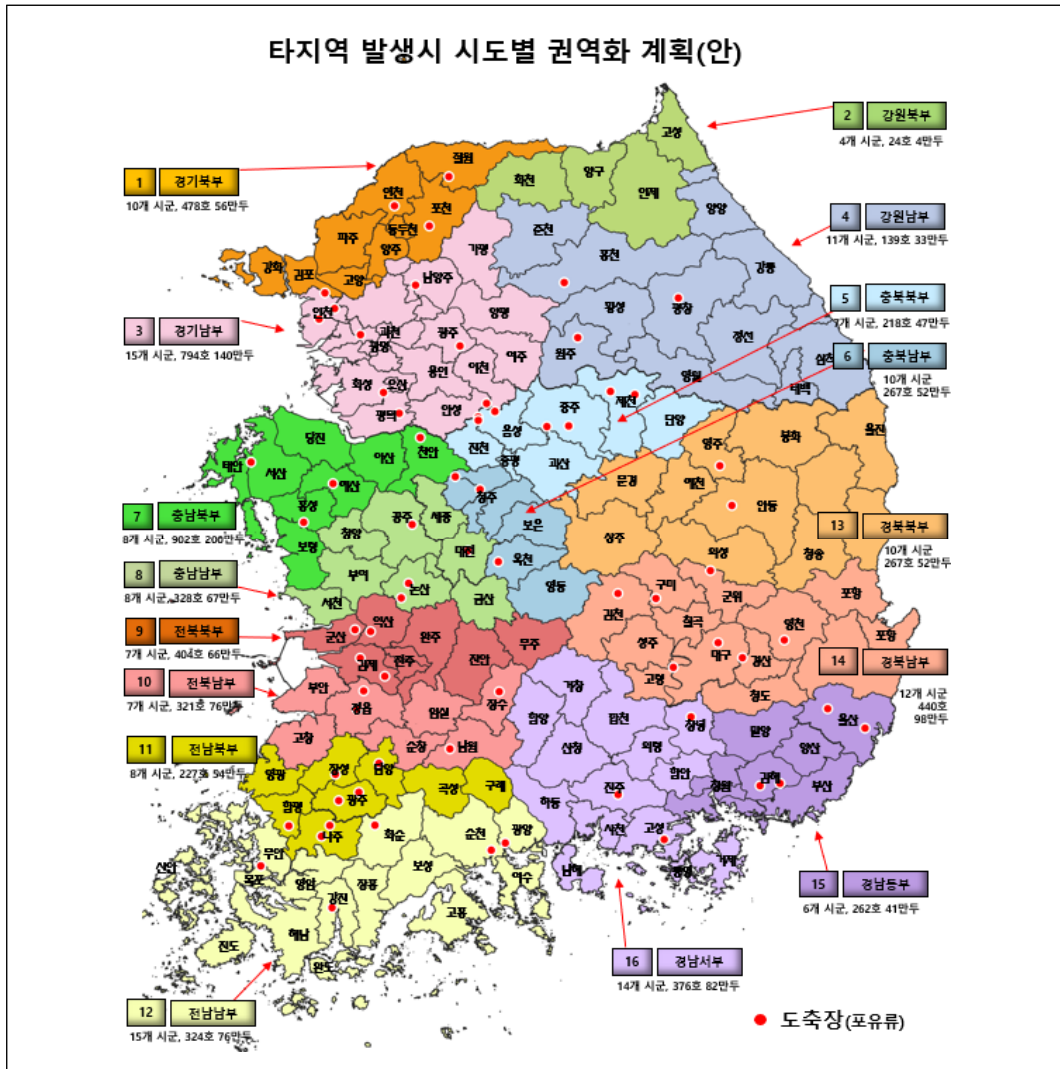 타지역 발생시 시도별 권역화 계획(안)
1 경기북부
10개 시군, 478호 56만두
2 강원북부
4개 시군, 24호 4만두
3 경기남부
15개 시군, 794호 140만두
4 강원남부
11개 시군, 139호 33만두
5 충북북부
7개 시군, 218호 47만두
6 충북남부
10개 시군
267호 52만두
7 충남북부
8개 시군, 902호 200만두
8 충남남부
8개 시군, 328호 67만두
9 전북북부
7개 시군, 404호 66만두
10 전북남부
7개 시군, 321호 76만두
11 전남북부
8개 시군, 227호 54만두
12 전남남부
15개 시군, 324호 76만두
13 경북북부
10개 시군
267호 52만두
14 경북남부
12개 시군
440호
98만두
15 경남동부
6개 시군, 262호 41만두
16 경남서부
14개 시군, 376호 82만두
도축장(포유류)
고성
철원
화천
양구
인제
연천
포천
동두천
파주
양주
강화
김포
고양
가평
춘천
홍천
양양
강릉
남양주
인천
과천
광명
광주
양평
여주
이천
용인
화성
오산
평택
안성
횡성
평창
원주
정선
영월
삼척
태백
제천
충주
단양
음성
진천
증평
괴산
당진
태안
서산
아산
천안
예산
홍성
보령
청주
보은
옥천
영동
공주
세종
청양
대전
부여
논산
금산
서천
영주
봉화
울진
문경
예천
안동
상주
의성
청송
군산
익산
완주
무주
김제
전주
진안
부안
정읍
임실
장수
고창
순창
남원
구미
군위
김천
칠곡
포항
영천
포항
성주
대구
경산
고령
청도
거창
함양
합천
창녕
산청
의령
함안
진주
하동
사천
고성
남해
통영
거제
밀양
울산
양산
창원
김해
부산
영광
장성
담양
함평
광주
곡성
구례
나주
화순
순천
광양
여수
신안
무안
목포
영암
장흥
보성
강진
고흥
해남
진도
완도